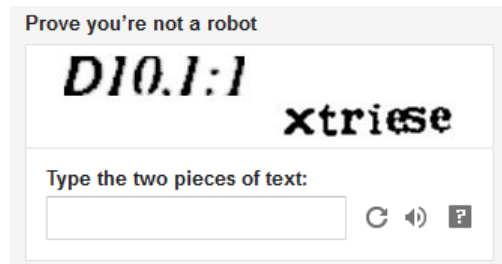 Prove you're not a robot
D10.1:1
xtriese
Type the two pieces of text:
?